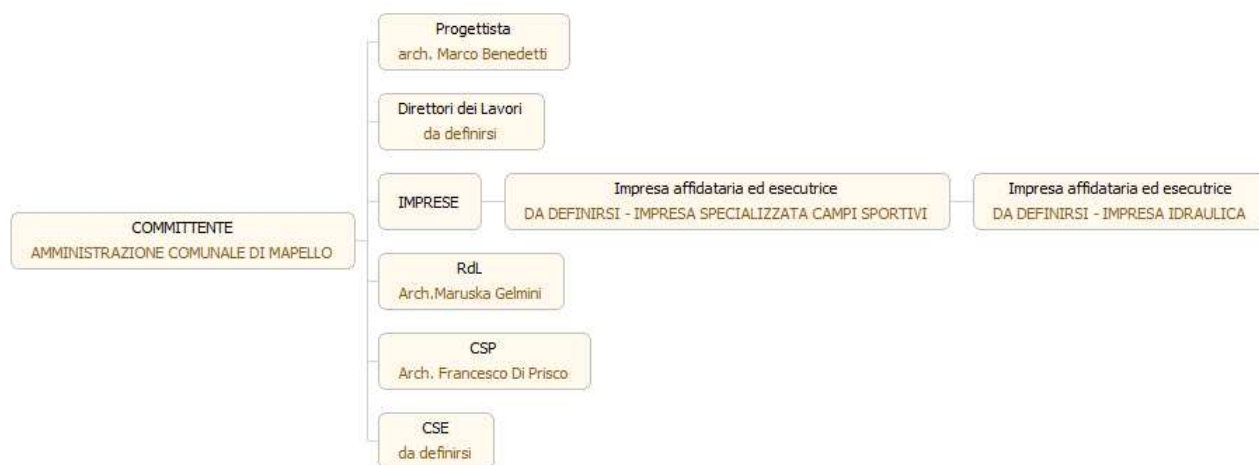 Progettista
arch. Marco Benedetti
Direttori dei Lavori
da definirsi
IMPRESE
Impresa affidataria ed esecutrice
DA DEFINIRSI - IMPRESA SPECIALIZZATA CAMPI SPORTIVI
Impresa affidataria ed esecutrice
DA DEFINIRSI - IMPRESA IDRAULICA
COMMITTENTE
AMMINISTRAZIONE COMUNALE DI MAPELLO
RdL
Arch.Maruska Gelmini
CSP
Arch. Francesco Di Prisco
CSE
da definirsi